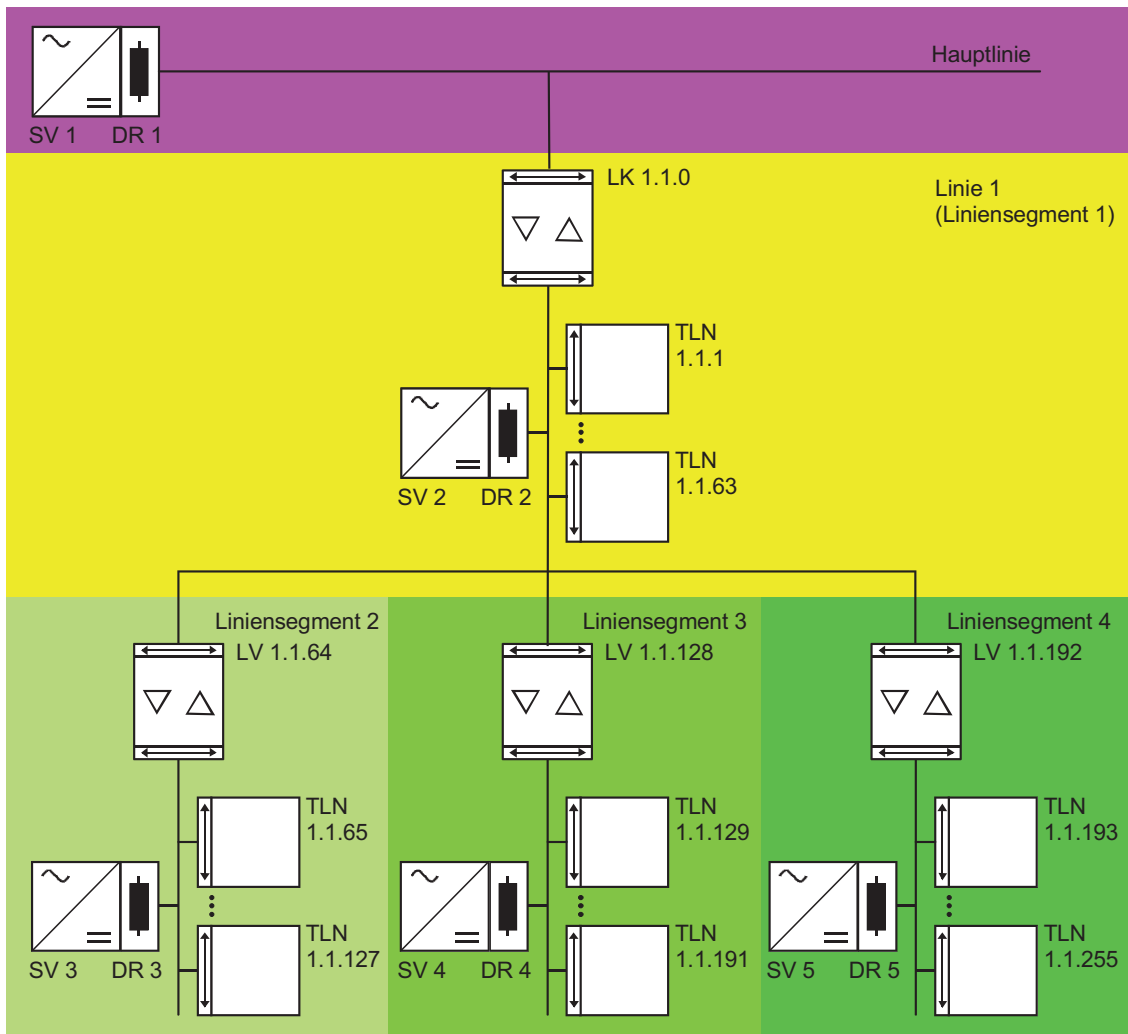 Hauptlinie
SV 1 DR 1
LK 1.1.0
Linie 1
(Liniensegment 1)
TLN
1.1.1
SV 2 DR 2
TLN
1.1.63
Liniensegment 2
LV 1.1.64
Liniensegment 3
LV 1.1.128
Liniensegment 4
LV 1.1.192
TLN
1.1.65
SV 3 DR 3
TLN
1.1.127
TLN
1.1.129
SV 4 DR 4
TLN
1.1.191
TLN
1.1.193
SV 5 DR 5
TLN
1.1.255